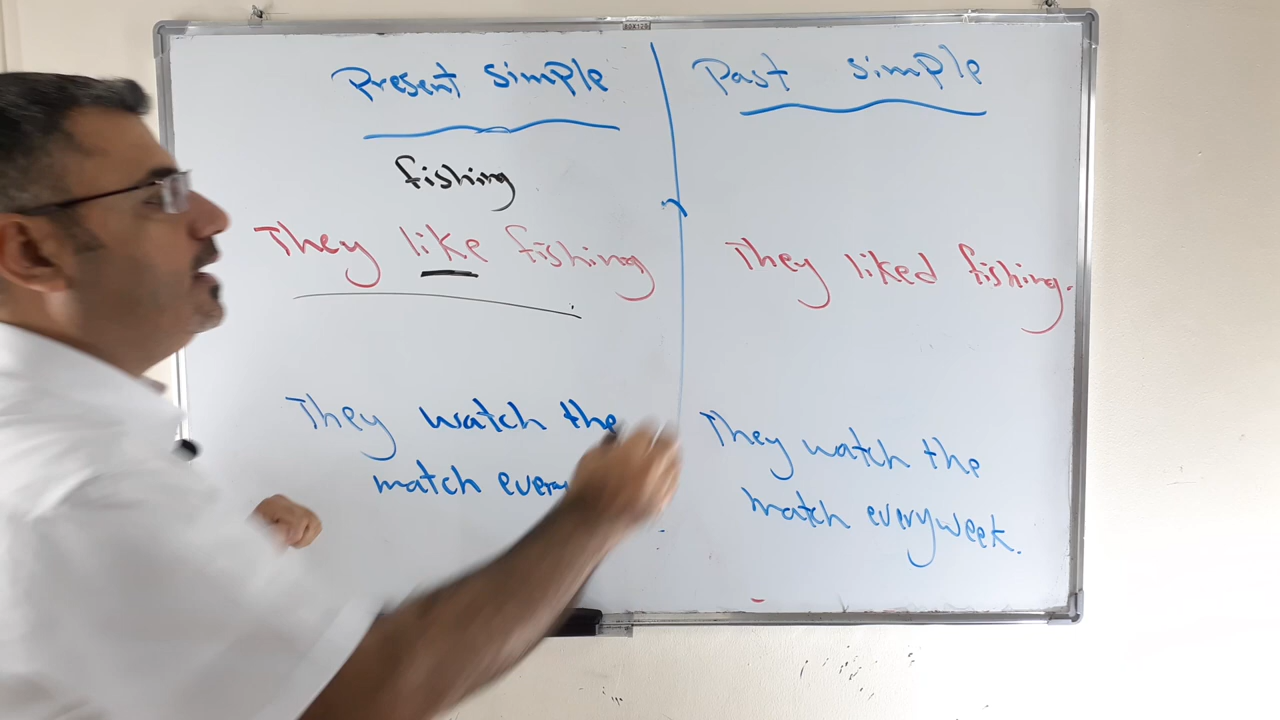 Present simple
fishing
They like fishing
They watch the
match every
Past simple
They liked fishing.
They watch the
match everyweek.